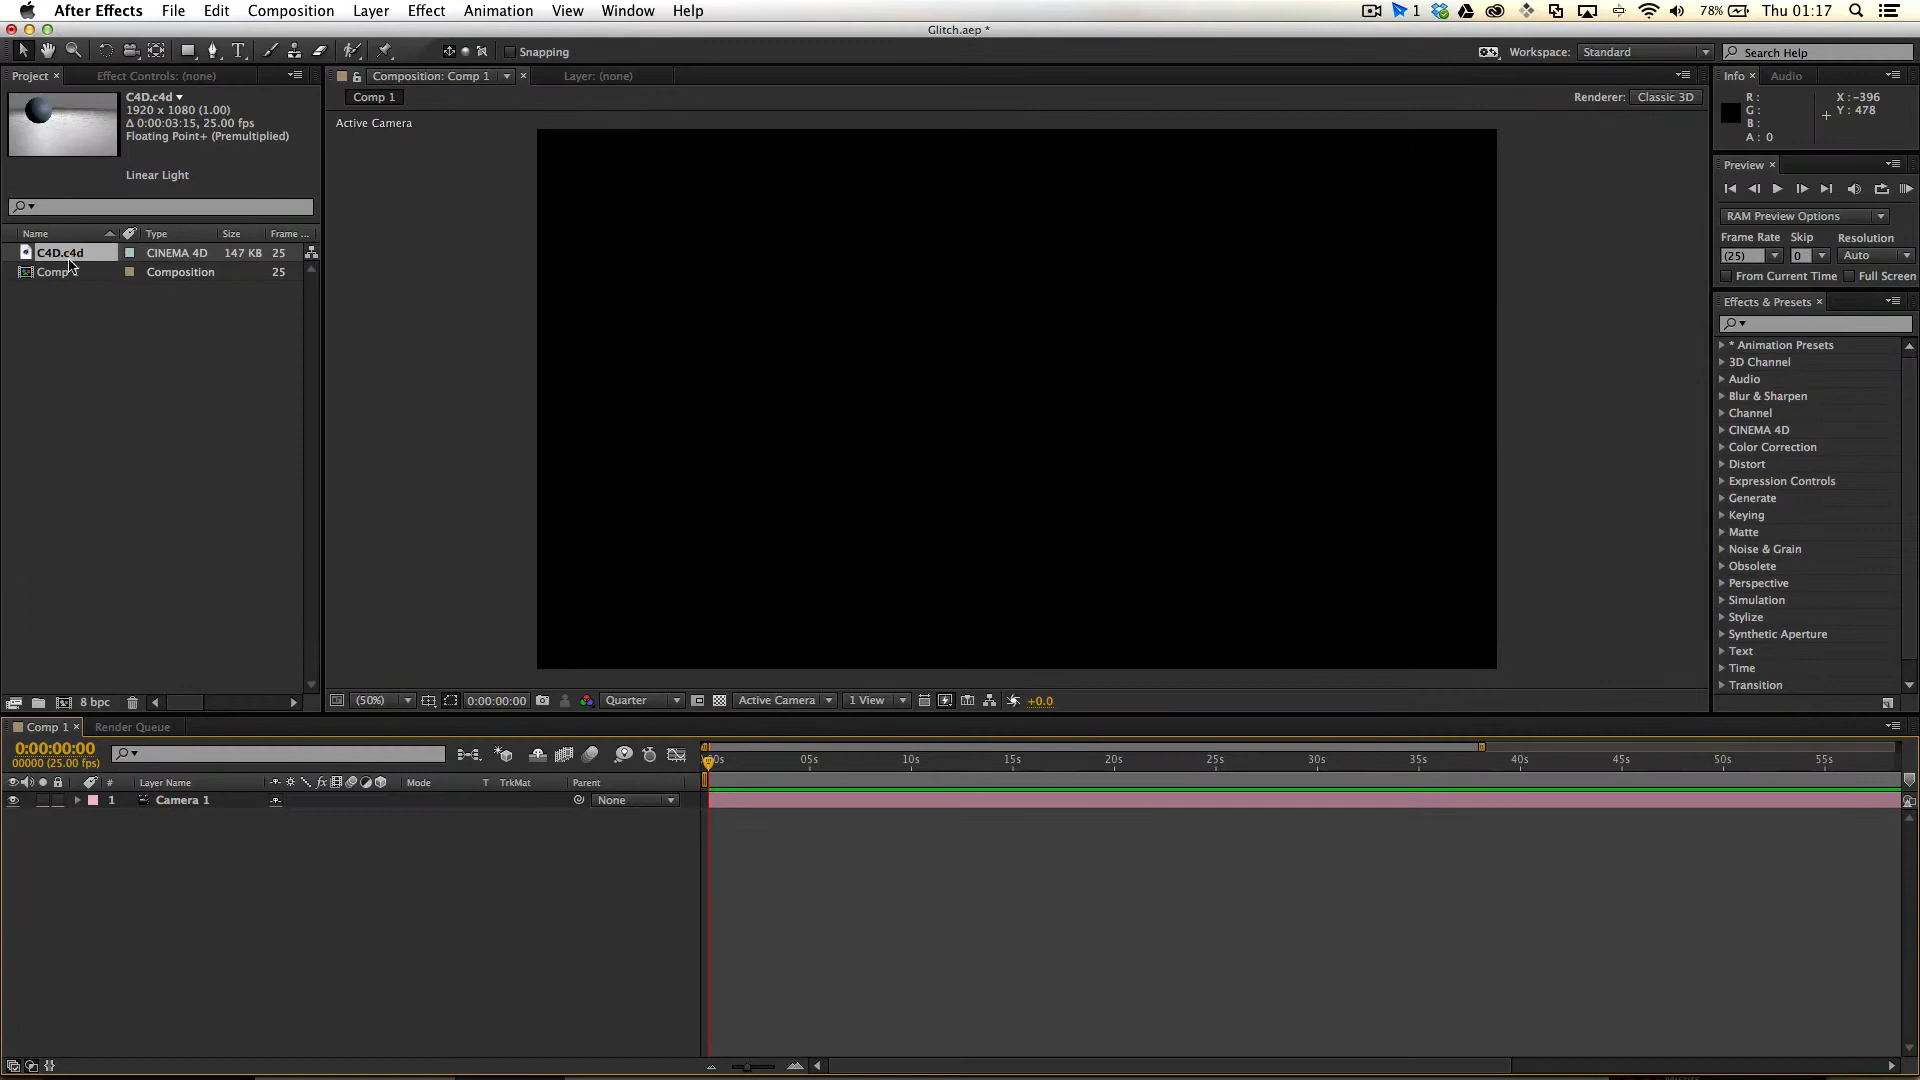 After Effects File Edit Composition Layer Effect Animation View Window Help 1 78% Thu 01:17
Glitch.aep *
Snapping Workspace: Standard Search Help
Project Effect Controls: (none) Composition: Comp 1 Layer: (none) Info Audio
C4D.c4d
1920 x 1080 (1.00)
Δ 0:00:03:15, 25.00 fps
Floating Point+ (Premultiplied)
Linear Light
Comp 1 Renderer: Classic 3D
Active Camera
R :
G :
B :
A : 0
X : -396
Y : 478
Preview
RAM Preview Options
Frame Rate Skip Resolution
(25) 0 Auto
From Current Time Full Screen
Name Type Size Frame ...
C4D.c4d CINEMA 4D 147 KB 25
Comp 1 Composition 25
Effects & Presets
* Animation Presets
3D Channel
Audio
Blur & Sharpen
Channel
CINEMA 4D
Color Correction
Distort
Expression Controls
Generate
Keying
Matte
Noise & Grain
Obsolete
Perspective
Simulation
Stylize
Synthetic Aperture
Text
Time
Transition
8 bpc (50%) 0:00:00:00 Quarter Active Camera 1 View +0.0
Comp 1 Render Queue
0:00:00:00
00000 (25.00 fps)
05s 10s 15s 20s 25s 30s 35s 40s 45s 50s 55s
# Layer Name fx Mode T TrkMat Parent
1 Camera 1 None